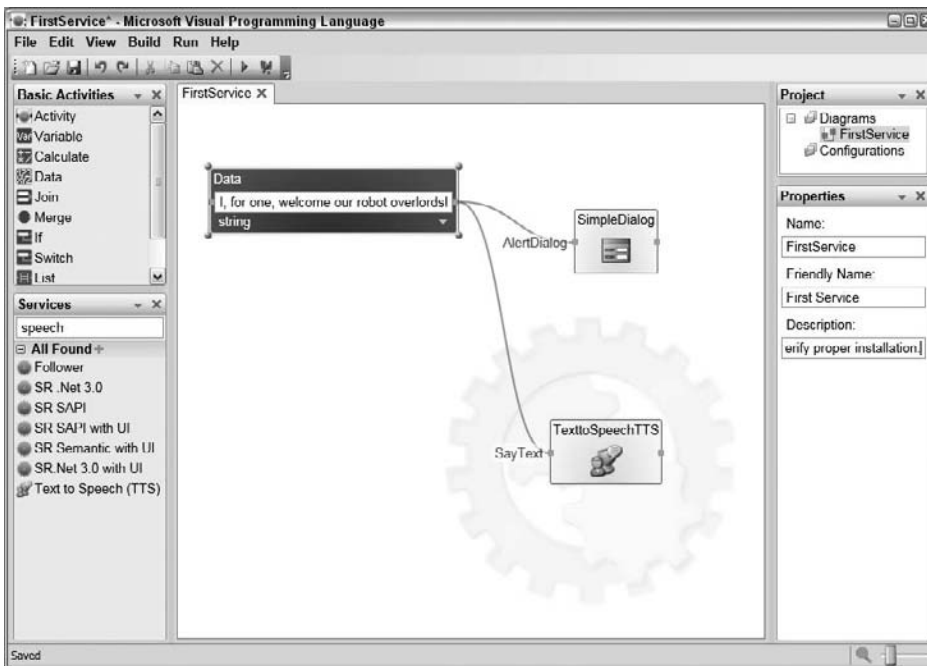 FirstService* - Microsoft Visual Programming Language
File Edit View Build Run Help
Basic Activities
Activity
Var Variable
Calculate
Data
Join
Merge
If
Switch
List
Services
speech
All Found
Follower
SR .Net 3.0
SR SAPI
SR SAPI with UI
SR Semantic with UI
SR.Net 3.0 with UI
Text to Speech (TTS)
FirstService X
Data
I, for one, welcome our robot overlords!
string
AlertDialog
SimpleDialog
SayText
TexttoSpeechTTS
Project
Diagrams
FirstService
Configurations
Properties
Name:
FirstService
Friendly Name:
First Service
Description:
erify proper installation.
Saved